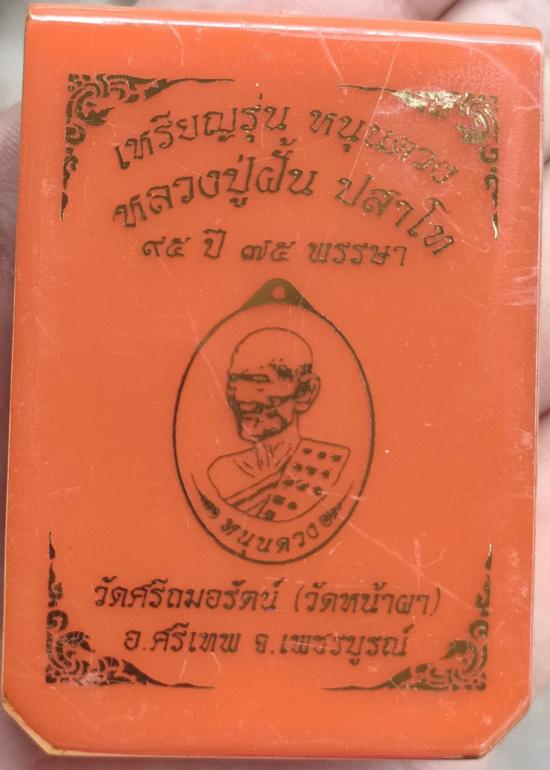 เหรียญรุ่น หนุนดวง
หลวงปู่ฝั้น ปสาโท
๙๕ ปี ๗๕ พรรษา
หนุนดวง
วัดศรีถมอรัตน์ (วัดหน้าผา)
อ.ศรีเทพ จ.เพชรบูรณ์